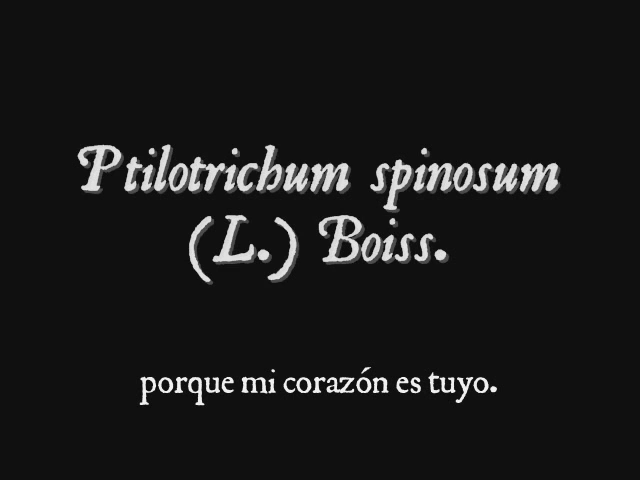 Ptilotrichum spinosum
(L.) Boiss.
porque mi corazón es tuyo.